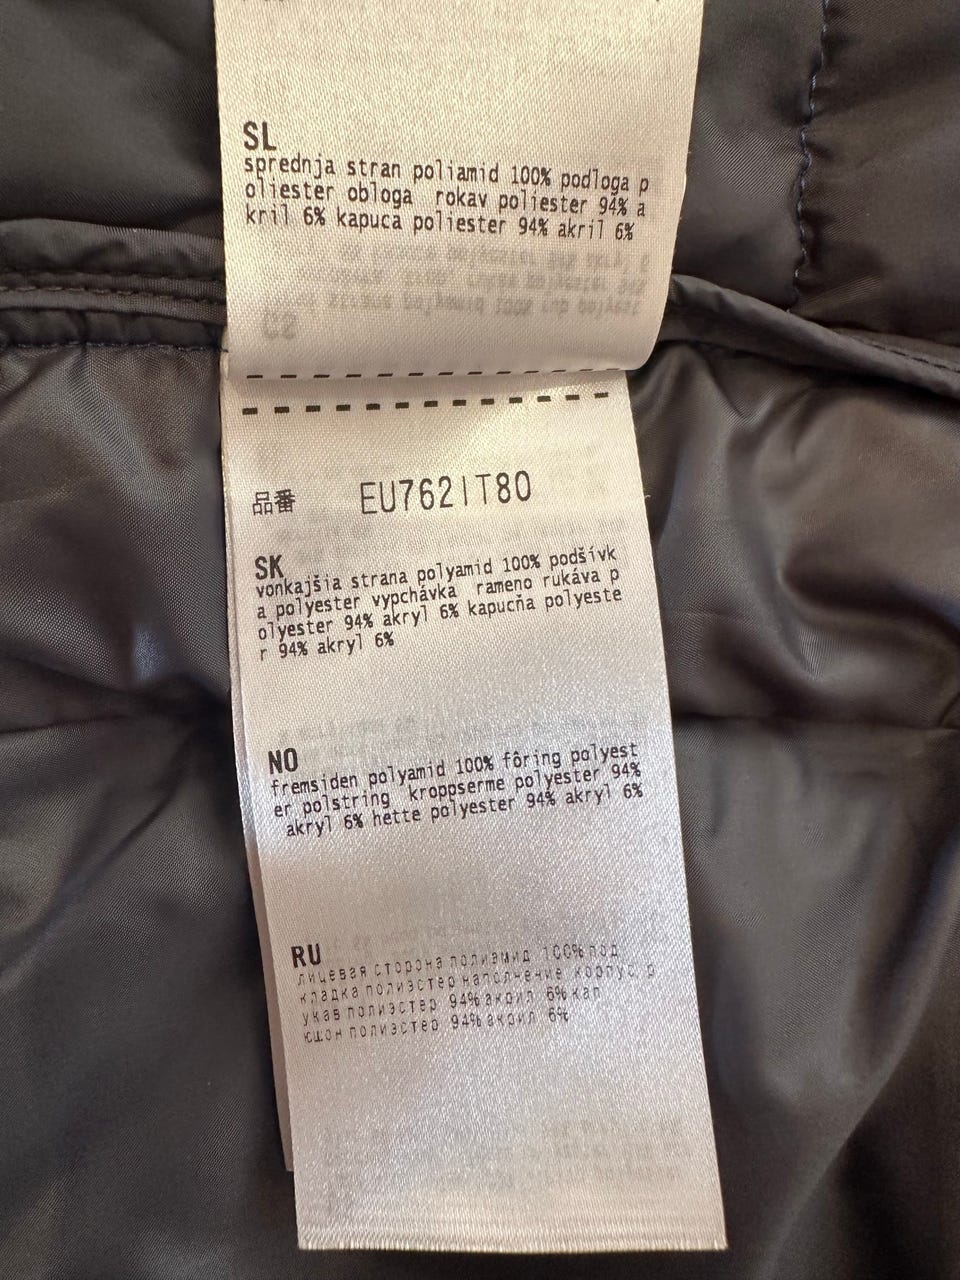 SL
sprednja stran poliamid 100% podloga p
oliester obloga rokav poliester 94% a
kril 6% kapuca poliester 94% akril 6%
品番 EU762IT80
SK
vonkajšia strana polyamid 100% podšívk
a polyester vypchávka rameno rukáva p
olyester 94% akryl 6% kapucňa polyeste
r 94% akryl 6%
NO
fremsiden polyamid 100% fôring polyest
er polstring kroppserme polyester 94%
akryl 6% hette polyester 94% akryl 6%
RU
лицевая сторона полиамид 100% под
кладка полиэстер наполнение корпус р
укав полиэстер 94% акрил 6% кап
юшон полиэстер 94% акрил 6%